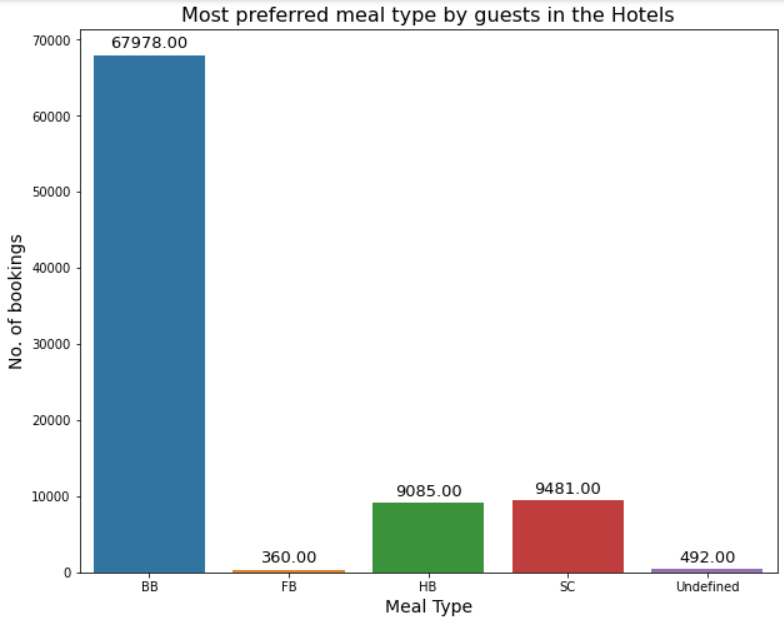 Most preferred meal type by guests in the Hotels
67978.00
360.00
9085.00
9481.00
492.00
70000
60000
50000
40000
30000
20000
10000
0
No. of bookings
BB
FB
HB
SC
Undefined
Meal Type